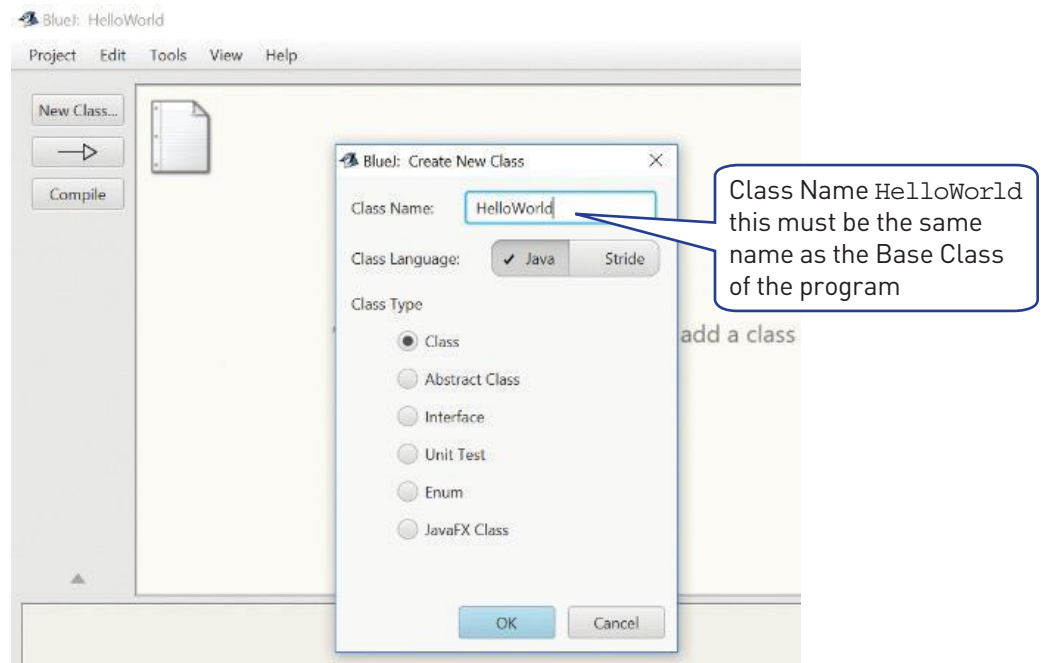 BlueJ: HelloWorld
Project Edit Tools View Help
New Class...
Compile
BlueJ: Create New Class
Class Name: HelloWorld
Class Language: Java Stride
Class Type
Class
Abstract Class
Interface
Unit Test
Enum
JavaFX Class
OK Cancel
add a class
Class Name HelloWorld
this must be the same
name as the Base Class
of the program